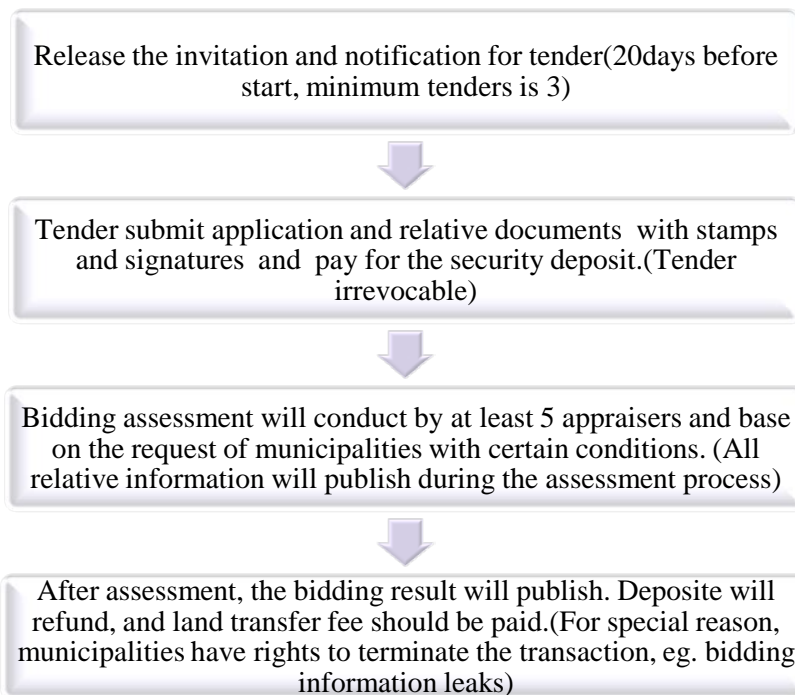 Release the invitation and notification for tender(20days before
start, minimum tenders is 3)
Tender submit application and relative documents with stamps
and signatures and pay for the security deposit.(Tender
irrevocable)
Bidding assessment will conduct by at least 5 appraisers and base
on the request of municipalities with certain conditions. (All
relative information will publish during the assessment process)
After assessment, the bidding result will publish. Deposite will
refund, and land transfer fee should be paid.(For special reason,
municipalities have rights to terminate the transaction, eg. bidding
information leaks)